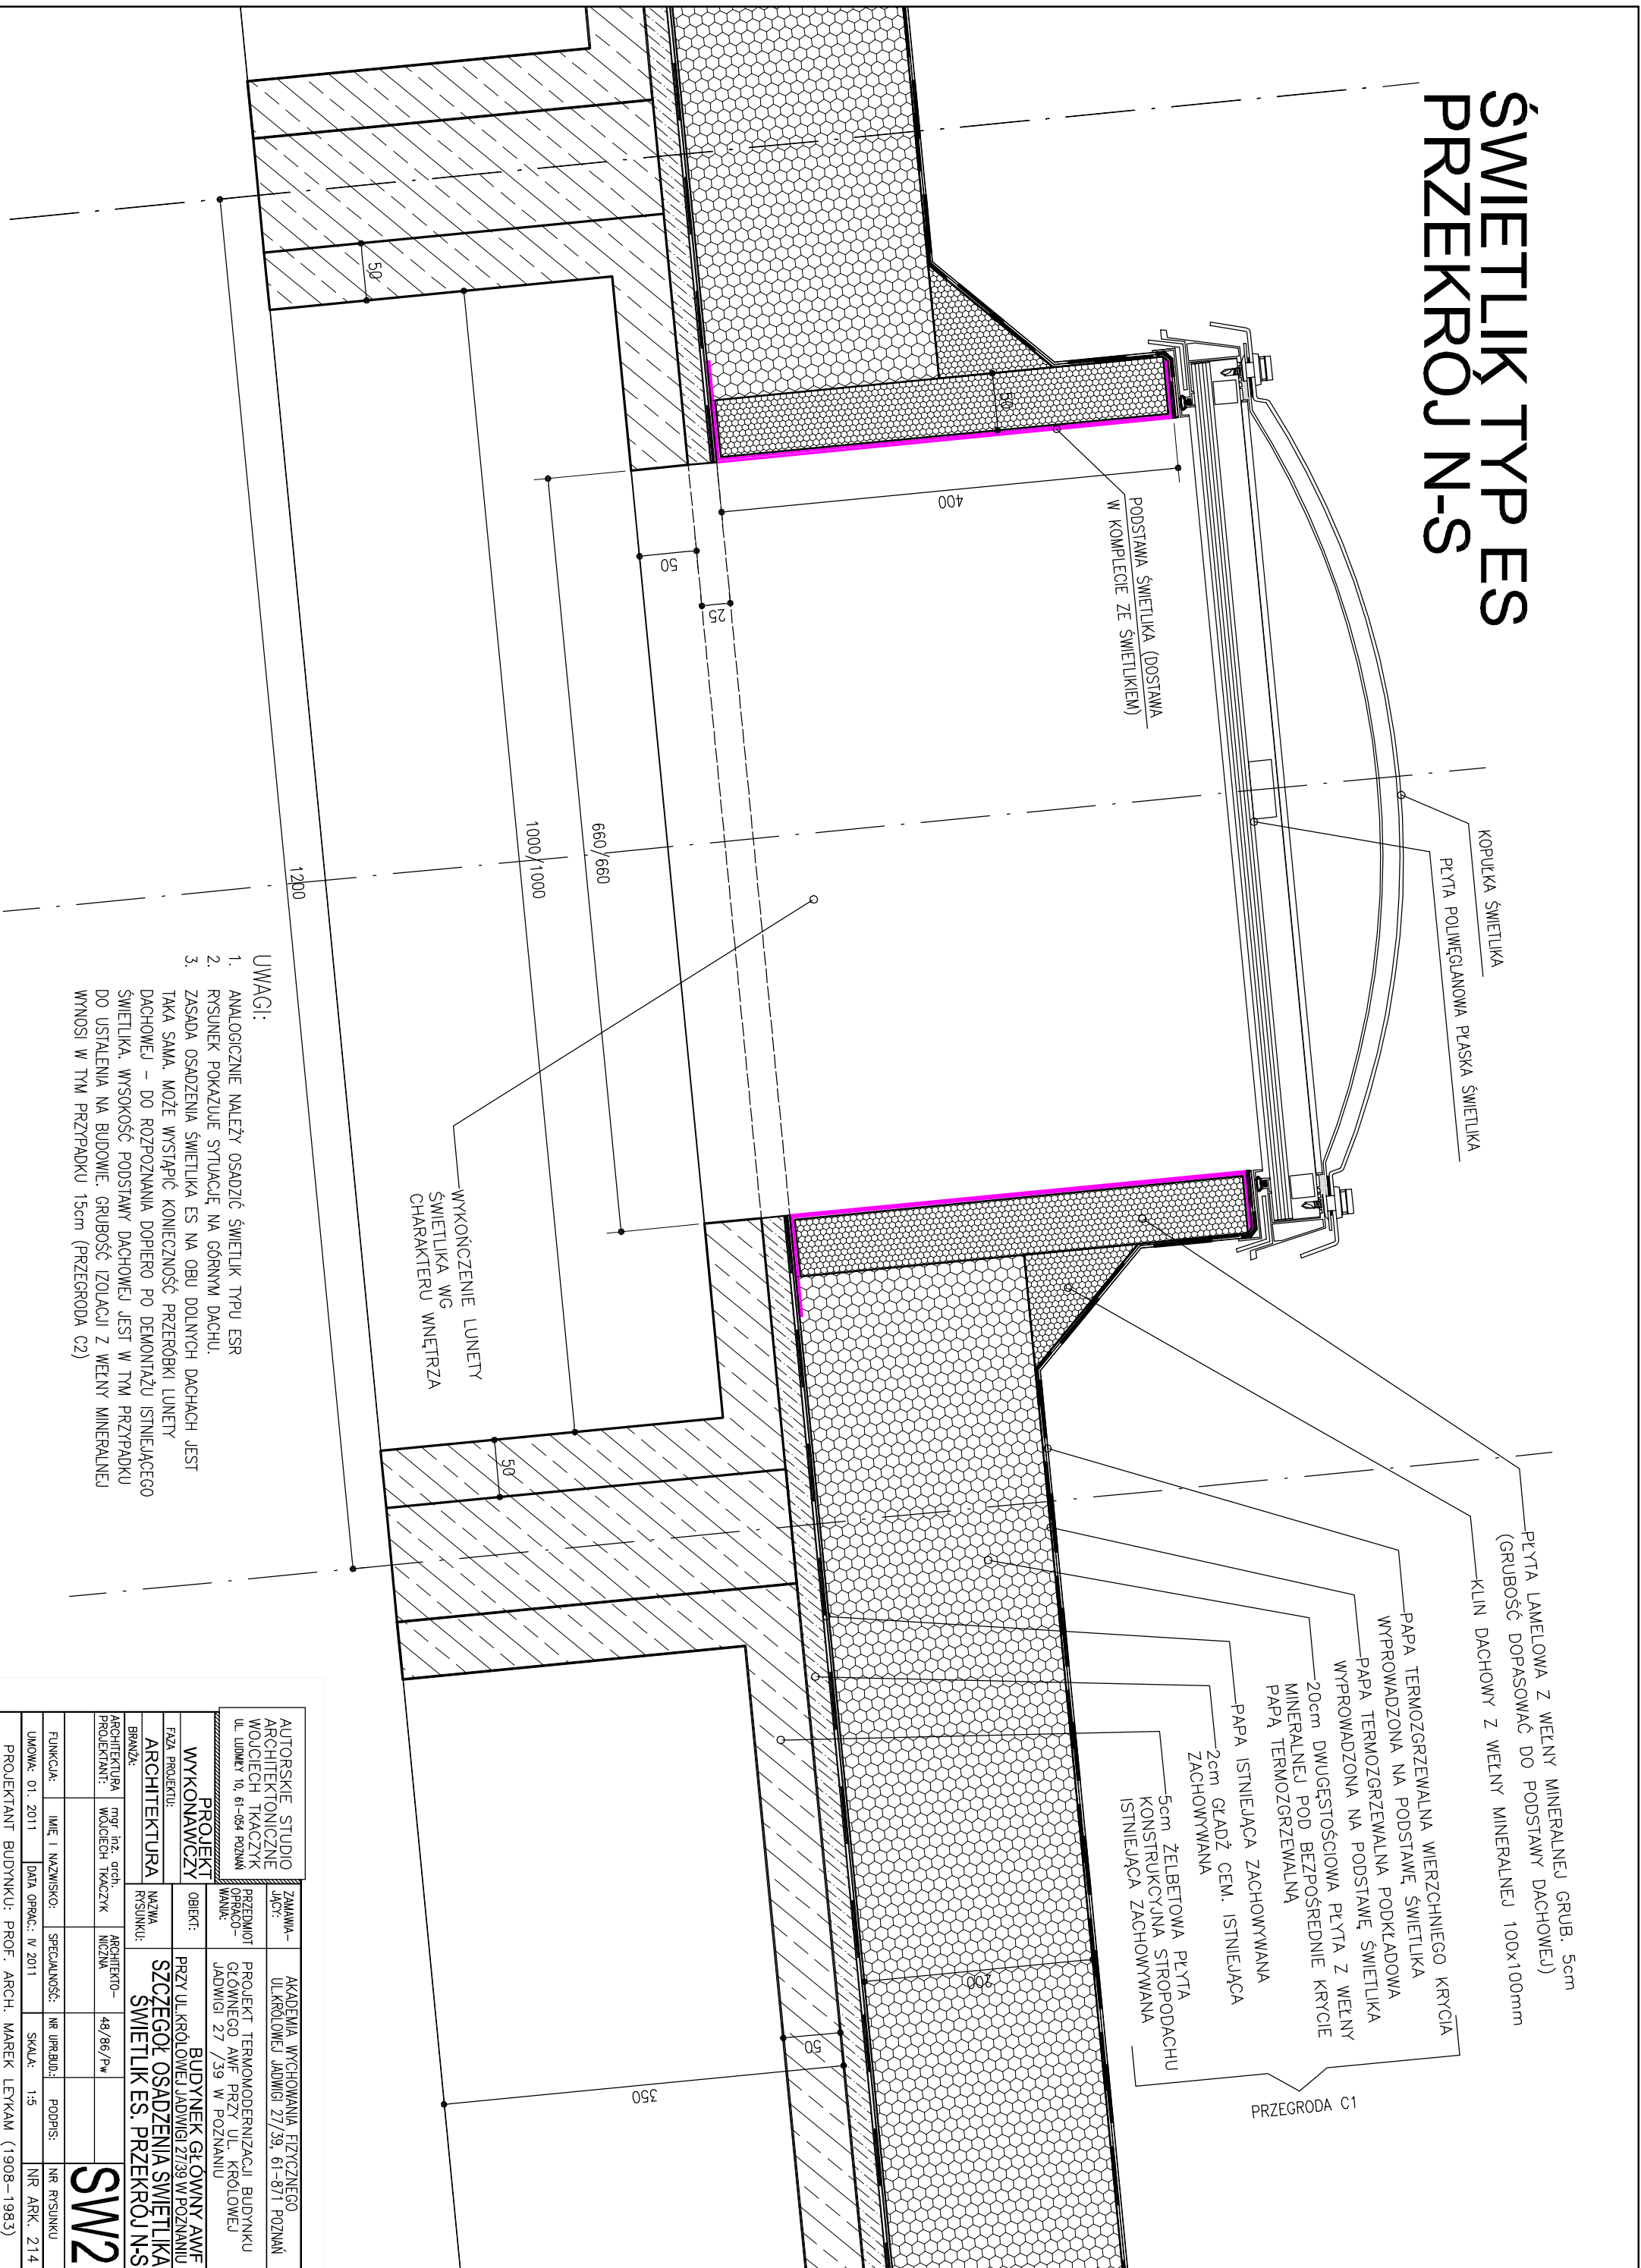 ŚWIETLIK TYP ES
PRZEKRÓJ N-S
KOPUŁKA ŚWIETLIKA
PŁYTA POLIWĘGLANOWA PŁASKA ŚWIETLIKA
PODSTAWA ŚWIETLIKA (DOSTAWA
W KOMPLECIE ZE ŚWIETLIKIEM)
PŁYTA LAMELOWA Z WEŁNY MINERALNEJ GRUB. 5cm
(GRUBOŚĆ DOPASOWAĆ DO PODSTAWY DACHOWEJ)
KLIN DACHOWY Z WEŁNY MINERALNEJ 100x100mm
PAPA TERMOZGRZEWALNA WIERZCHNIEGO KRYCIA
WYPROWADZONA NA PODSTAWĘ ŚWIETLIKA
PAPA TERMOZGRZEWALNA PODKŁADOWA
WYPROWADZONA NA PODSTAWĘ ŚWIETLIKA
20cm DWUGĘSTOŚCIOWA PŁYTA Z WEŁNY
MINERALNEJ POD BEZPOŚREDNIE KRYCIE
PAPĄ TERMOZGRZEWALNĄ
PAPA ISTNIEJĄCA ZACHOWYWANA
2cm GŁADŹ CEM. ISTNIEJĄCA
ZACHOWYWANA
5cm ŻELBETOWA PŁYTA
KONSTRUKCYJNA STROPODACHU
ISTNIEJĄCA ZACHOWYWANA
PRZEGRODA C1
50
50
400
50
25
660/660
1000/1000
1200
50
200
50
350
WYKOŃCZENIE LUNETY
ŚWIETLIKA WG
CHARAKTERU WNĘTRZA
UWAGI:
1. ANALOGICZNIE NALEŻY OSADZIĆ ŚWIETLIK TYPU ESR
2. RYSUNEK POKAZUJE SYTUACJĘ NA GÓRNYM DACHU.
3. ZASADA OSADZENIA ŚWIETLIKA ES NA OBU DOLNYCH DACHACH JEST
TAKA SAMA. MOŻE WYSTĄPIĆ KONIECZNOŚĆ PRZERÓBKI LUNETY
DACHOWEJ – DO ROZPOZNANIA DOPIERO PO DEMONTAŻU ISTNIEJĄCEGO
ŚWIETLIKA. WYSOKOŚĆ PODSTAWY DACHOWEJ JEST W TYM PRZYPADKU
DO USTALENIA NA BUDOWIE. GRUBOŚĆ IZOLACJI Z WEŁNY MINERALNEJ
WYNOSI W TYM PRZYPADKU 15cm (PRZEGRODA C2)
AUTORSKIE STUDIO
ARCHITEKTONICZNE
WOJCIECH TKACZYK
UL. LUDMIŁY 10, 61-054 POZNAŃ
ZAMAWIA-
JĄCY:
AKADEMIA WYCHOWANIA FIZYCZNEGO
UL.KRÓLOWEJ JADWIGI 27/39, 61-871 POZNAŃ
PRZEDMIOT
OPRACO-
WANIA:
PROJEKT TERMOMODERNIZACJI BUDYNKU
GŁÓWNEGO AWF PRZY UL. KRÓLOWEJ
JADWIGI 27 /39 W POZNANIU
PROJEKT
WYKONAWCZY
OBIEKT:
BUDYNEK GŁÓWNY AWF
PRZY UL.KRÓLOWEJ JADWIGI 27/39 W POZNANIU
FAZA PROJEKTU:
ARCHITEKTURA
BRANŻA:
NAZWA
RYSUNKU:
SZCZEGÓŁ OSADZENIA ŚWIETLIKA
ŚWIETLIK ES. PRZEKRÓJ N-S
ARCHITEKTURA
PROJEKTANT:
mgr inż. arch.
WOJCIECH TKACZYK
ARCHITEKTO-
NICZNA
48/86/Pw
SW2
FUNKCJA:
IMIĘ I NAZWISKO:
SPECJALNOŚĆ:
NR UPR.BUD.:
PODPIS:
NR RYSUNKU
UMOWA: 01. 2011
DATA OPRAC.: IV 2011
SKALA: 1:5
NR ARK. 214
PROJEKTANT BUDYNKU: PROF. ARCH. MAREK LEYKAM (1908-1983)